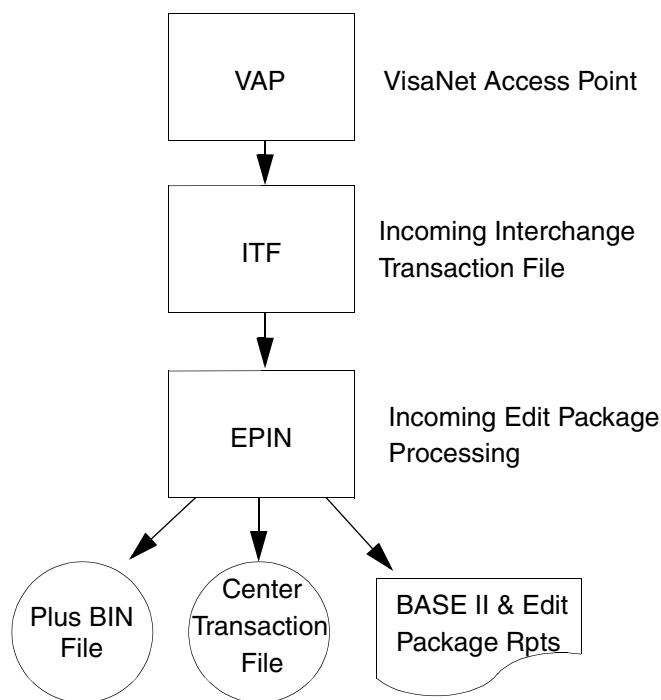 VAP
VisaNet Access Point
ITF
Incoming Interchange
Transaction File
EPIN
Incoming Edit Package
Processing
Plus BIN
File
Center
Transaction
File
BASE II & Edit
Package Rpts